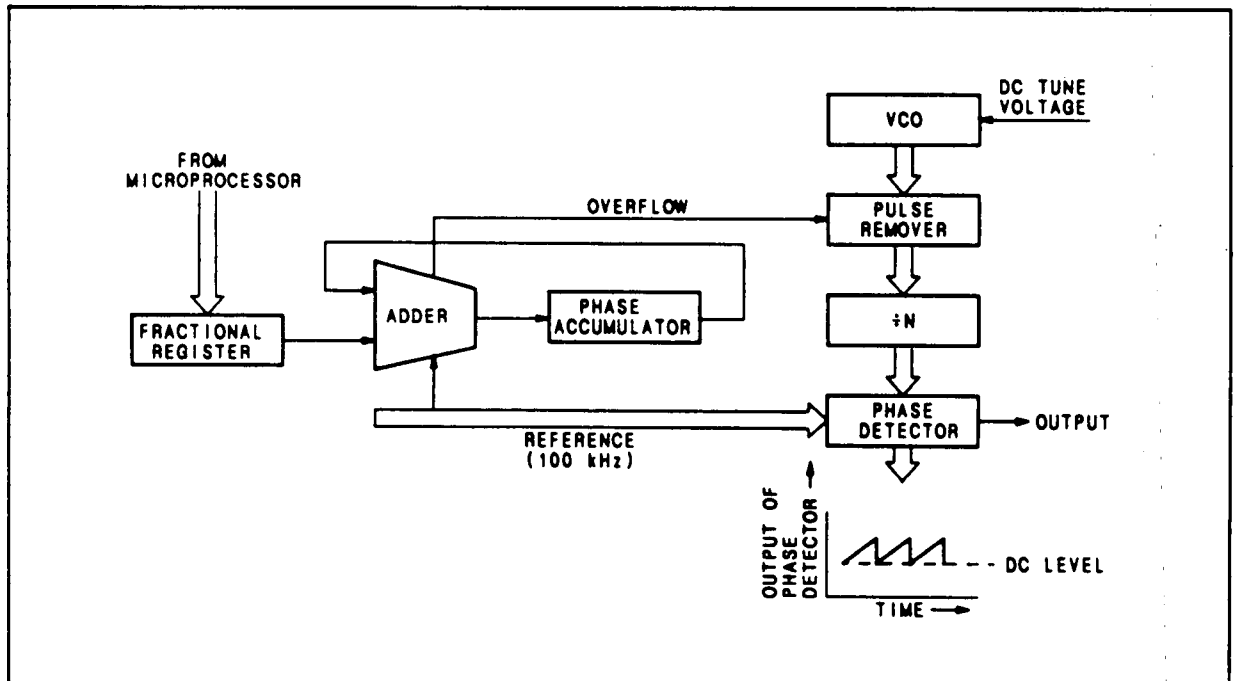 DC TUNE
VOLTAGE
VCO
FROM
MICROPROCESSOR
OVERFLOW
PULSE
REMOVER
ADDER
PHASE
ACCUMULATOR
÷N
FRACTIONAL
REGISTER
REFERENCE
(100 kHz)
PHASE
DETECTOR
OUTPUT
OUTPUT OF
PHASE
DETECTOR
DC LEVEL
TIME